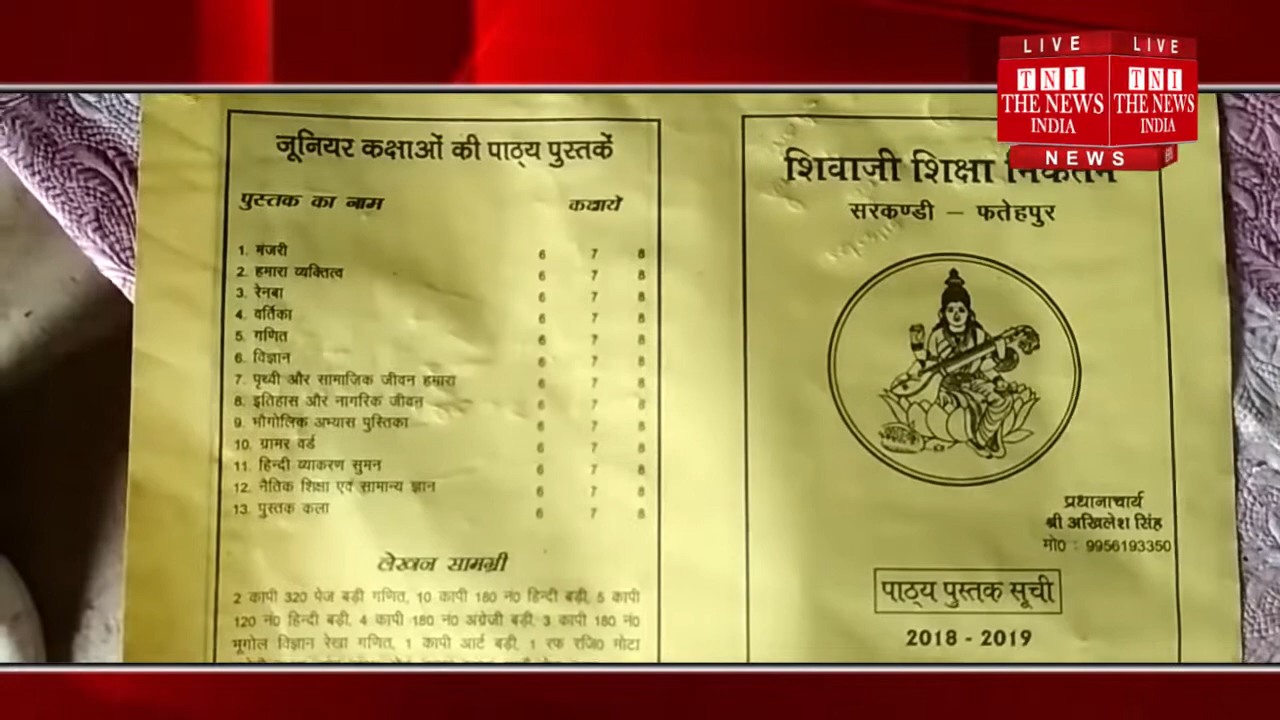 LIVE LIVE
TNI TNI
THE NEWS THE NEWS
INDIA INDIA
NEWS
जूनियर कक्षाओं की पाठ्य पुस्तकें
पुस्तक का नाम कक्षायें
1. मंजरी 6 7 8
2. हमारा व्यक्तित्व 6 7 8
3. रेनबो 6 7 8
4. वर्तिका 6 7 8
5. गणित 6 7 8
6. विज्ञान 6 7 8
7. पृथ्वी और सामाजिक जीवन हमारा 6 7 8
8. इतिहास और नागरिक जीवन 6 7 8
9. भौगोलिक अभ्यास पुस्तिका 6 7 8
10. ग्रामर वर्ड 6 7 8
11. हिन्दी व्याकरण सुमन 6 7 8
12. नैतिक शिक्षा एवं सामान्य ज्ञान 6 7 8
13. पुस्तक कला 6 7 8
लेखन सामग्री
2 कापी 320 पेज बड़ी गणित, 10 कापी 180 नं0 हिन्दी बड़ी, 5 कापी
120 नं0 हिन्दी बड़ी, 4 कापी 180 नं0 अंग्रेजी बड़ी, 3 कापी 180 नं0
भूगोल विज्ञान रेखा गणित, 1 कापी आर्ट बड़ी, 1 रफ रजि0 मोटा
शिवाजी शिक्षा निकेतन
सरकण्डी – फतेहपुर
प्रधानाचार्य
श्री अखिलेश सिंह
मो0 : 9956193350
पाठ्य पुस्तक सूची
2018 - 2019